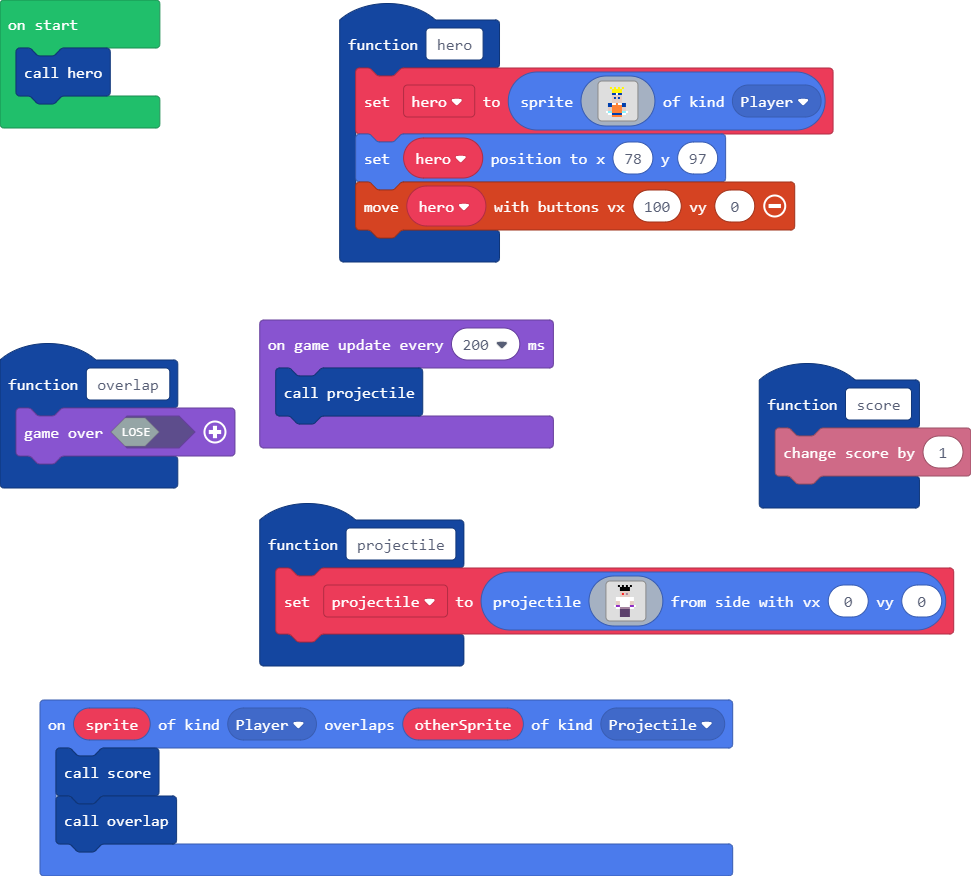 on start
call hero
function hero
set hero to sprite of kind Player
set hero position to x 78 y 97
move hero with buttons vx 100 vy 0
function overlap
game over LOSE
on game update every 200 ms
call projectile
function score
change score by 1
function projectile
set projectile to projectile from side with vx 0 vy 0
on sprite of kind Player overlaps otherSprite of kind Projectile
call score
call overlap